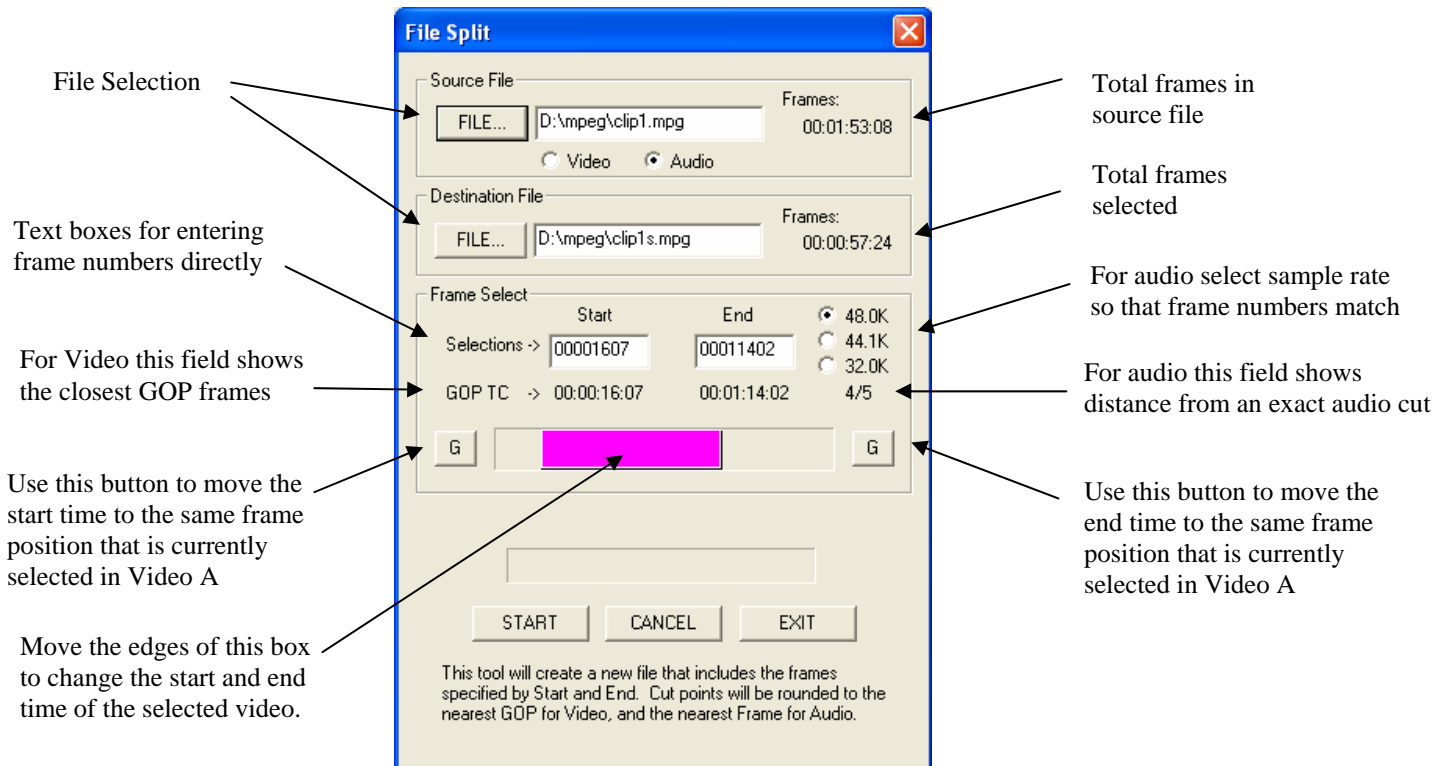 File Split
File Selection
Source File
FILE...
D:\mpeg\clip1.mpg
Frames:
00:01:53:08
Video
Audio
Total frames in
source file
Destination File
FILE...
D:\mpeg\clip1s.mpg
Frames:
00:00:57:24
Total frames
selected
Text boxes for entering
frame numbers directly
Frame Select
Start
End
48.0K
44.1K
32.0K
Selections ->
00001607
00011402
For audio select sample rate
so that frame numbers match
For Video this field shows
the closest GOP frames
GOP TC -> 00:00:16:07 00:01:14:02 4/5
For audio this field shows
distance from an exact audio cut
G
G
Use this button to move the
start time to the same frame
position that is currently
selected in Video A
Use this button to move the
end time to the same frame
position that is currently
selected in Video A
START
CANCEL
EXIT
Move the edges of this box
to change the start and end
time of the selected video.
This tool will create a new file that includes the frames
specified by Start and End. Cut points will be rounded to the
nearest GOP for Video, and the nearest Frame for Audio.